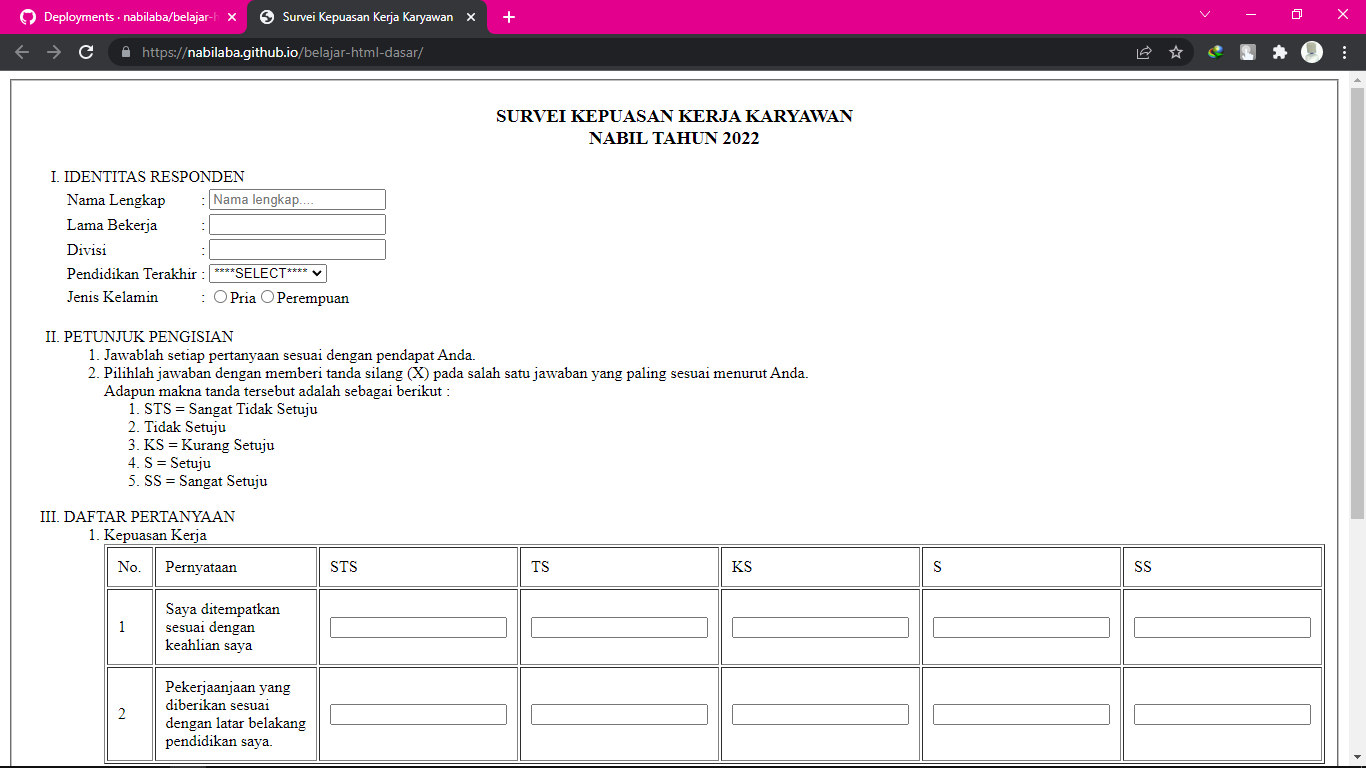 Deployments · nabilaba/belajar-h
Survei Kepuasan Kerja Karyawan
https://nabilaba.github.io/belajar-html-dasar/
SURVEI KEPUASAN KERJA KARYAWAN
NABIL TAHUN 2022
I. IDENTITAS RESPONDEN
Nama Lengkap : Nama lengkap....
Lama Bekerja :
Divisi :
Pendidikan Terakhir : ****SELECT****
Jenis Kelamin : Pria Perempuan
II. PETUNJUK PENGISIAN
1. Jawablah setiap pertanyaan sesuai dengan pendapat Anda.
2. Pilihlah jawaban dengan memberi tanda silang (X) pada salah satu jawaban yang paling sesuai menurut Anda.
Adapun makna tanda tersebut adalah sebagai berikut :
1. STS = Sangat Tidak Setuju
2. Tidak Setuju
3. KS = Kurang Setuju
4. S = Setuju
5. SS = Sangat Setuju
III. DAFTAR PERTANYAAN
1. Kepuasan Kerja
No. Pernyataan STS TS KS S SS
1 Saya ditempatkan
sesuai dengan
keahlian saya
2 Pekerjaanjaan yang
diberikan sesuai
dengan latar belakang
pendidikan saya.